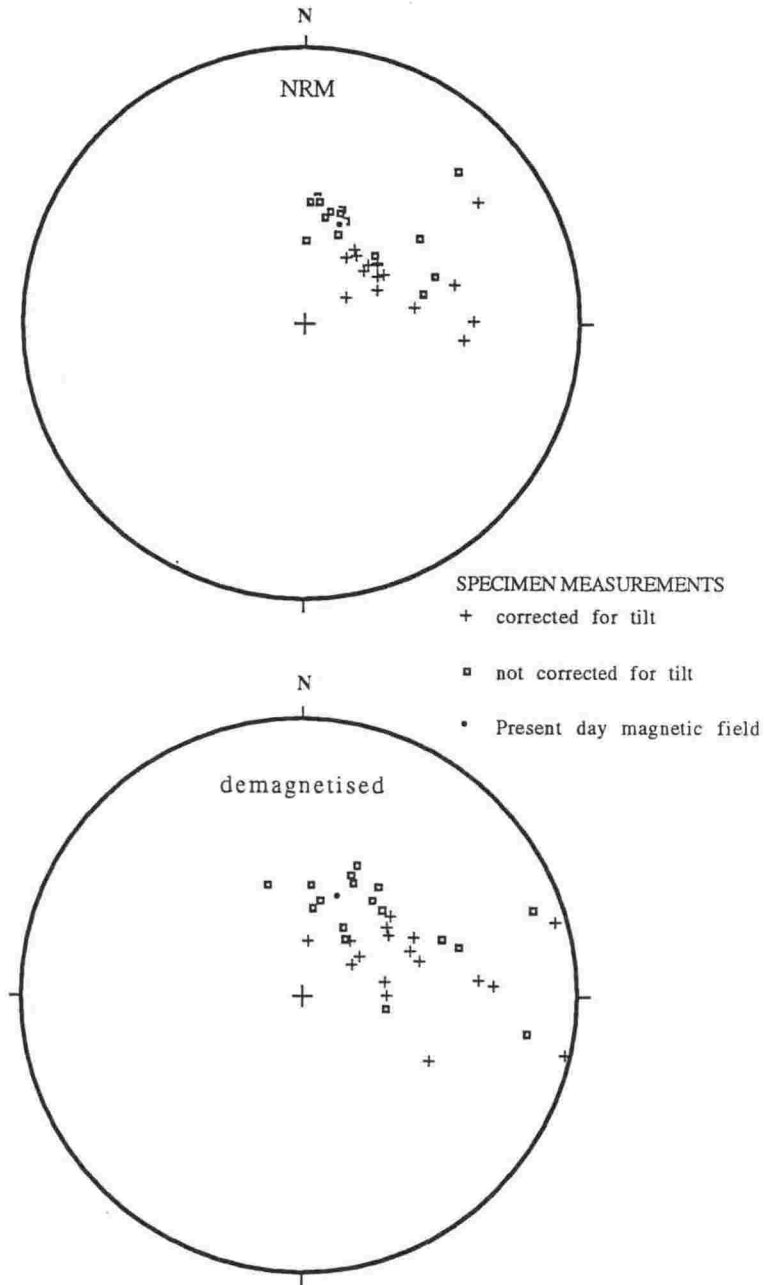 N
NRM
SPECIMEN MEASUREMENTS
+ corrected for tilt
not corrected for tilt
• Present day magnetic field
N
demagnetised